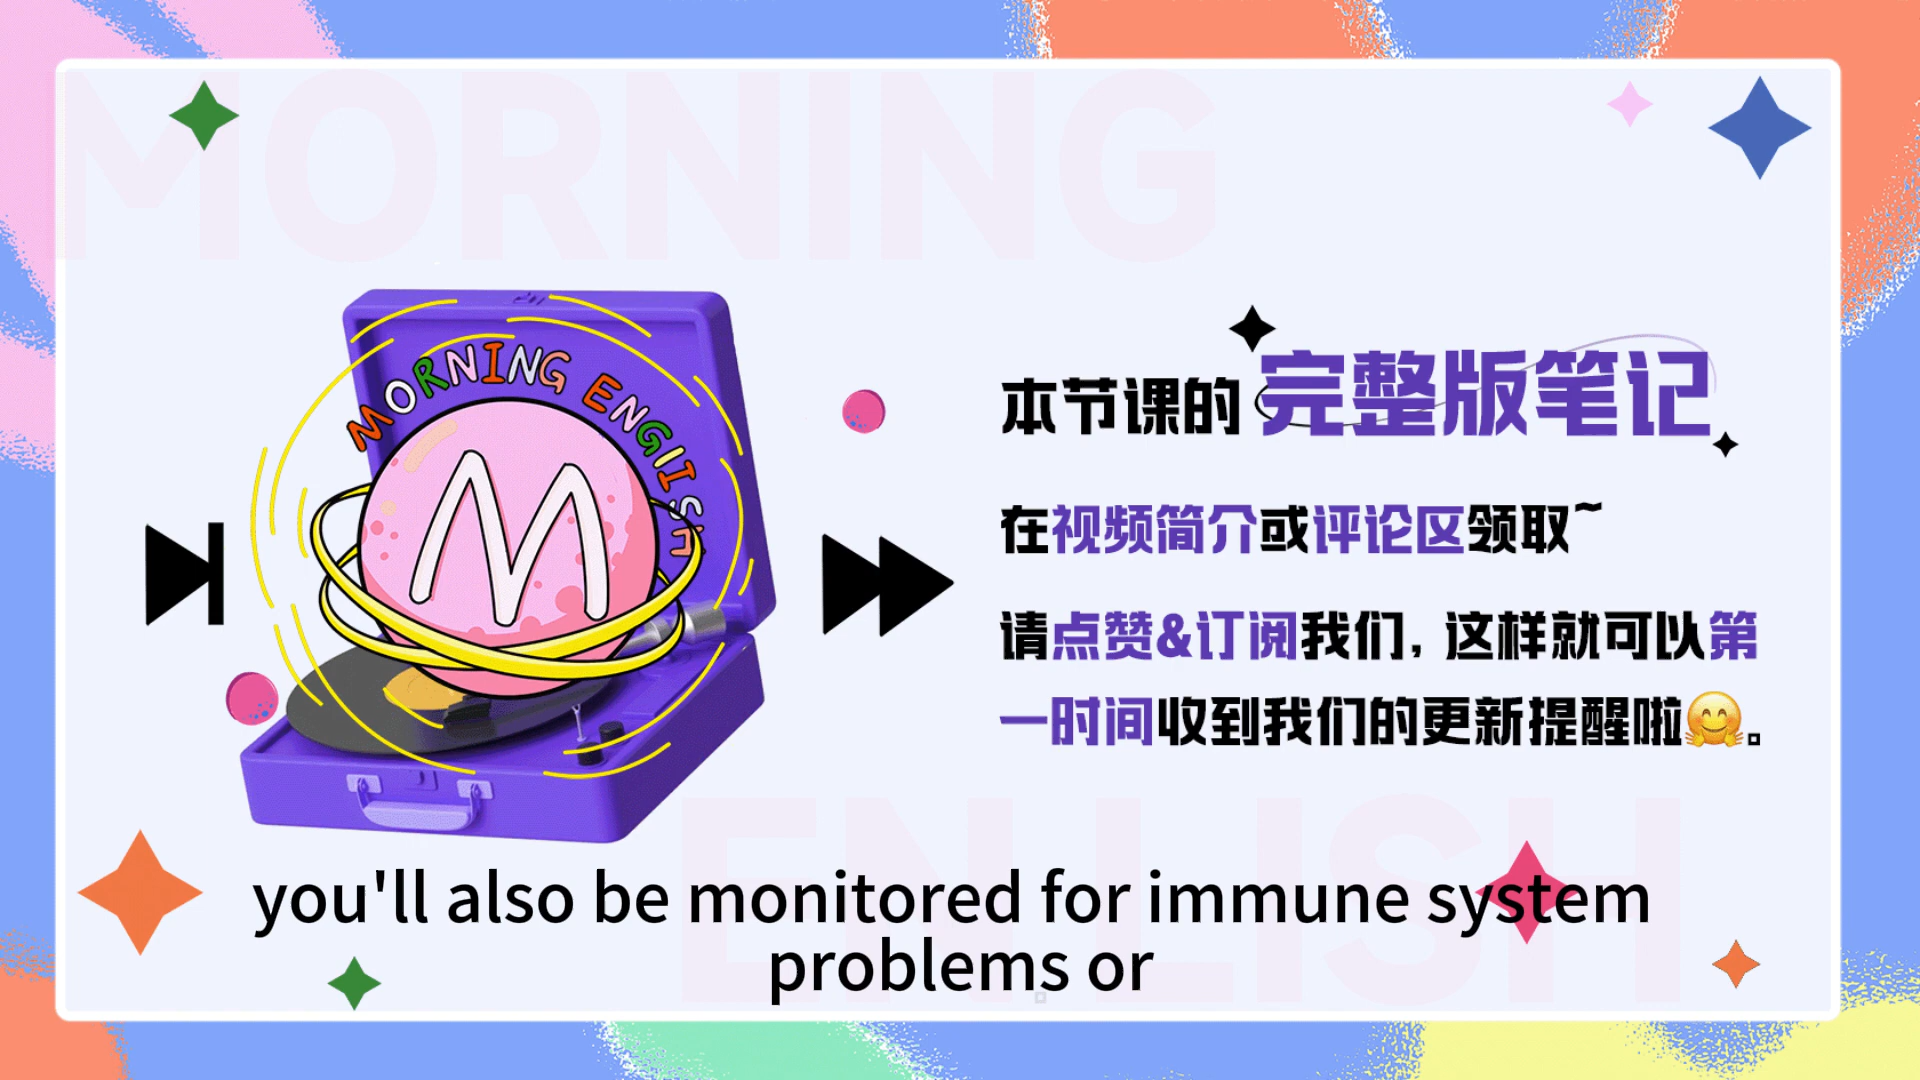 MORNING
MORNING ENGLISH
M
本节课的 完整版笔记
在视频简介或评论区领取~
请点赞&订阅我们，这样就可以第
一时间收到我们的更新提醒啦🤗。
ENGLISH
you'll also be monitored for immune system
problems or